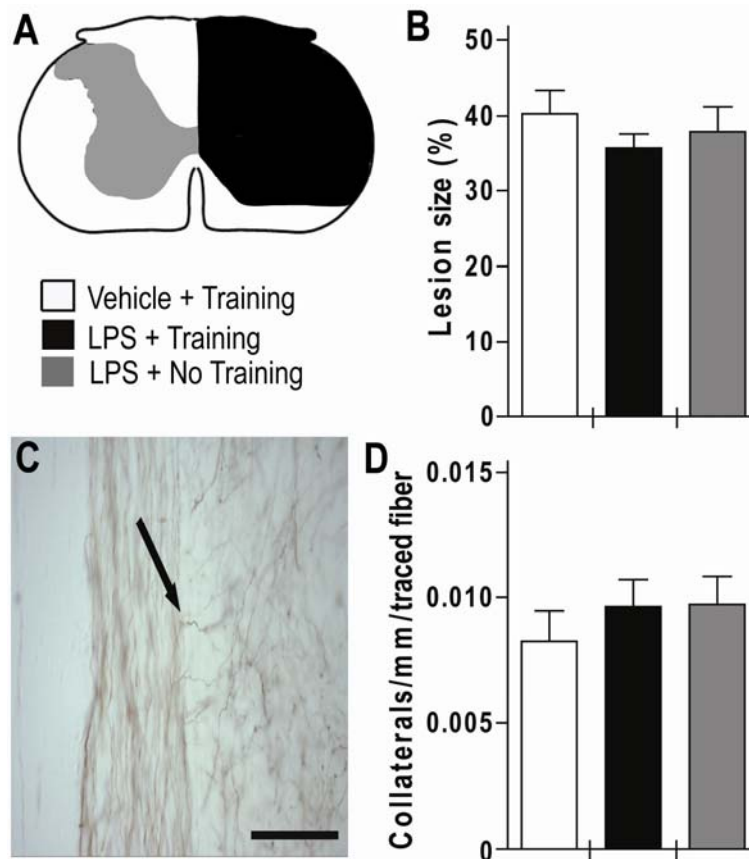 A
Vehicle + Training
LPS + Training
LPS + No Training
B
Lesion size (%)
50
40
30
20
10
0
C
D
Collaterals/mm/traced fiber
0.015
0.010
0.005
0